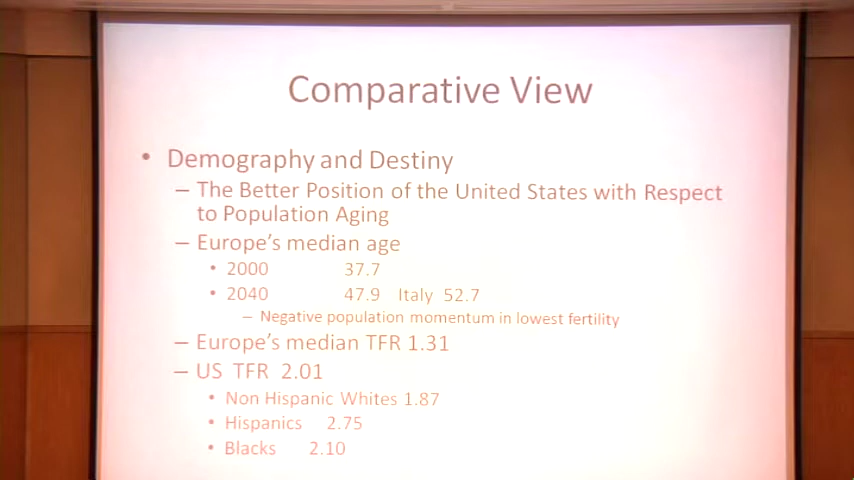 Comparative View
• Demography and Destiny
– The Better Position of the United States with Respect
to Population Aging
– Europe's median age
• 2000 37.7
• 2040 47.9 Italy 52.7
– Negative population momentum in lowest fertility
– Europe's median TFR 1.31
– US TFR 2.01
• Non Hispanic Whites 1.87
• Hispanics 2.75
• Blacks 2.10